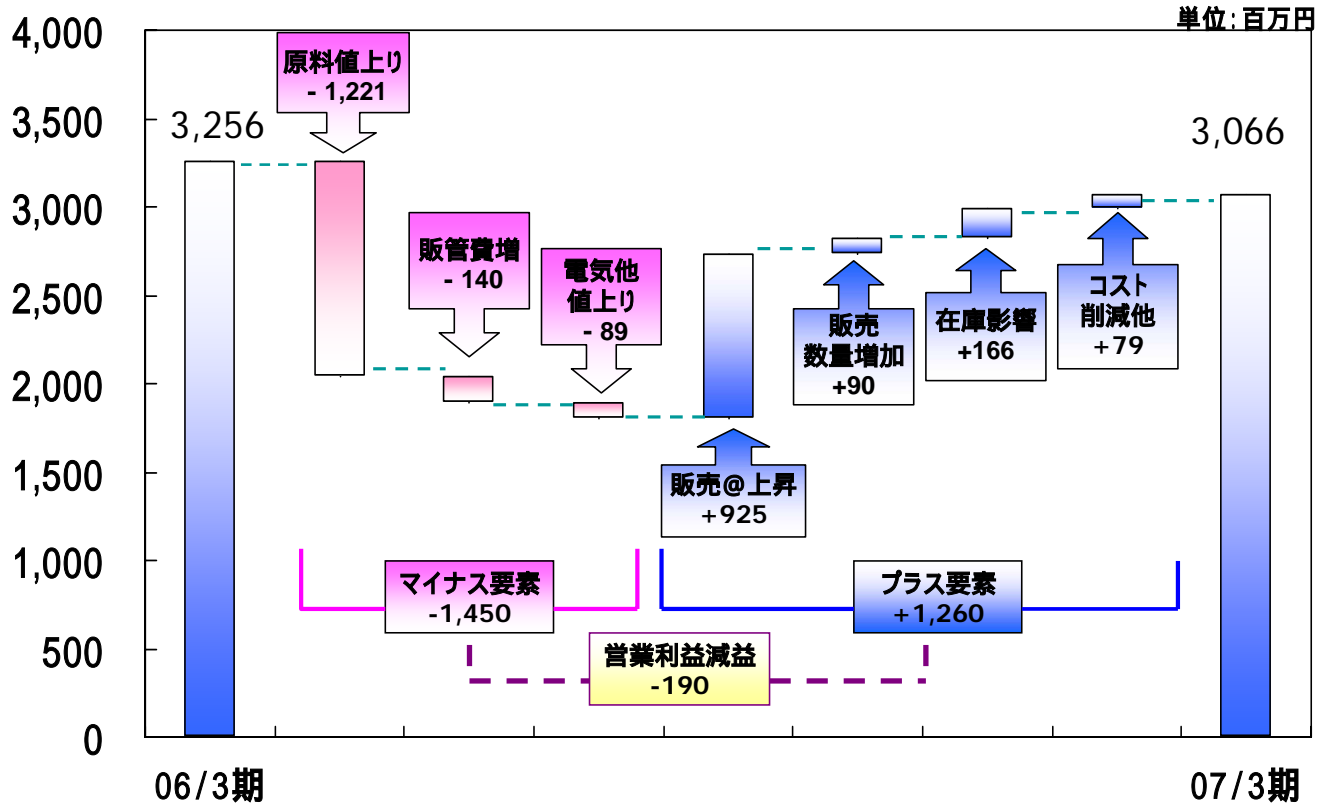 単位：百万円
4,000
3,500
3,000
2,500
2,000
1,500
1,000
500
0
3,256
原料値上り
- 1,221
販管費増
- 140
電気他
値上り
- 89
販売@上昇
+925
販売
数量増加
+90
在庫影響
+166
コスト
削減他
+79
3,066
マイナス要素
-1,450
プラス要素
+1,260
営業利益減益
-190
06/3期
07/3期